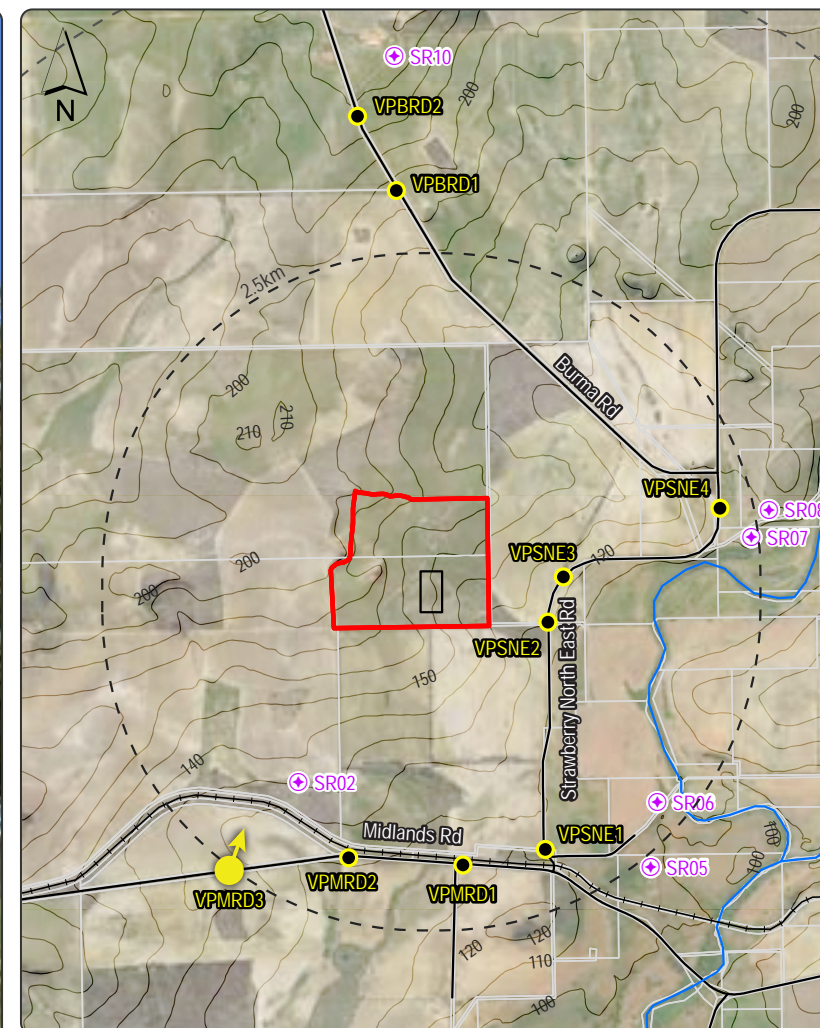 SR10
N
200
VPBRD2
200
VPBRD1
2.5km
Burma Rd
200
210
210
VPSNE4
SR08
SR07
VPSNE3
120
200
200
VPSNE2
Strawberry North East Rd
150
140
SR02
SR06
Midlands Rd
VPSNE1
100
100
VPMRD2
VPMRD1
SR05
VPMRD3
120
120
110
100